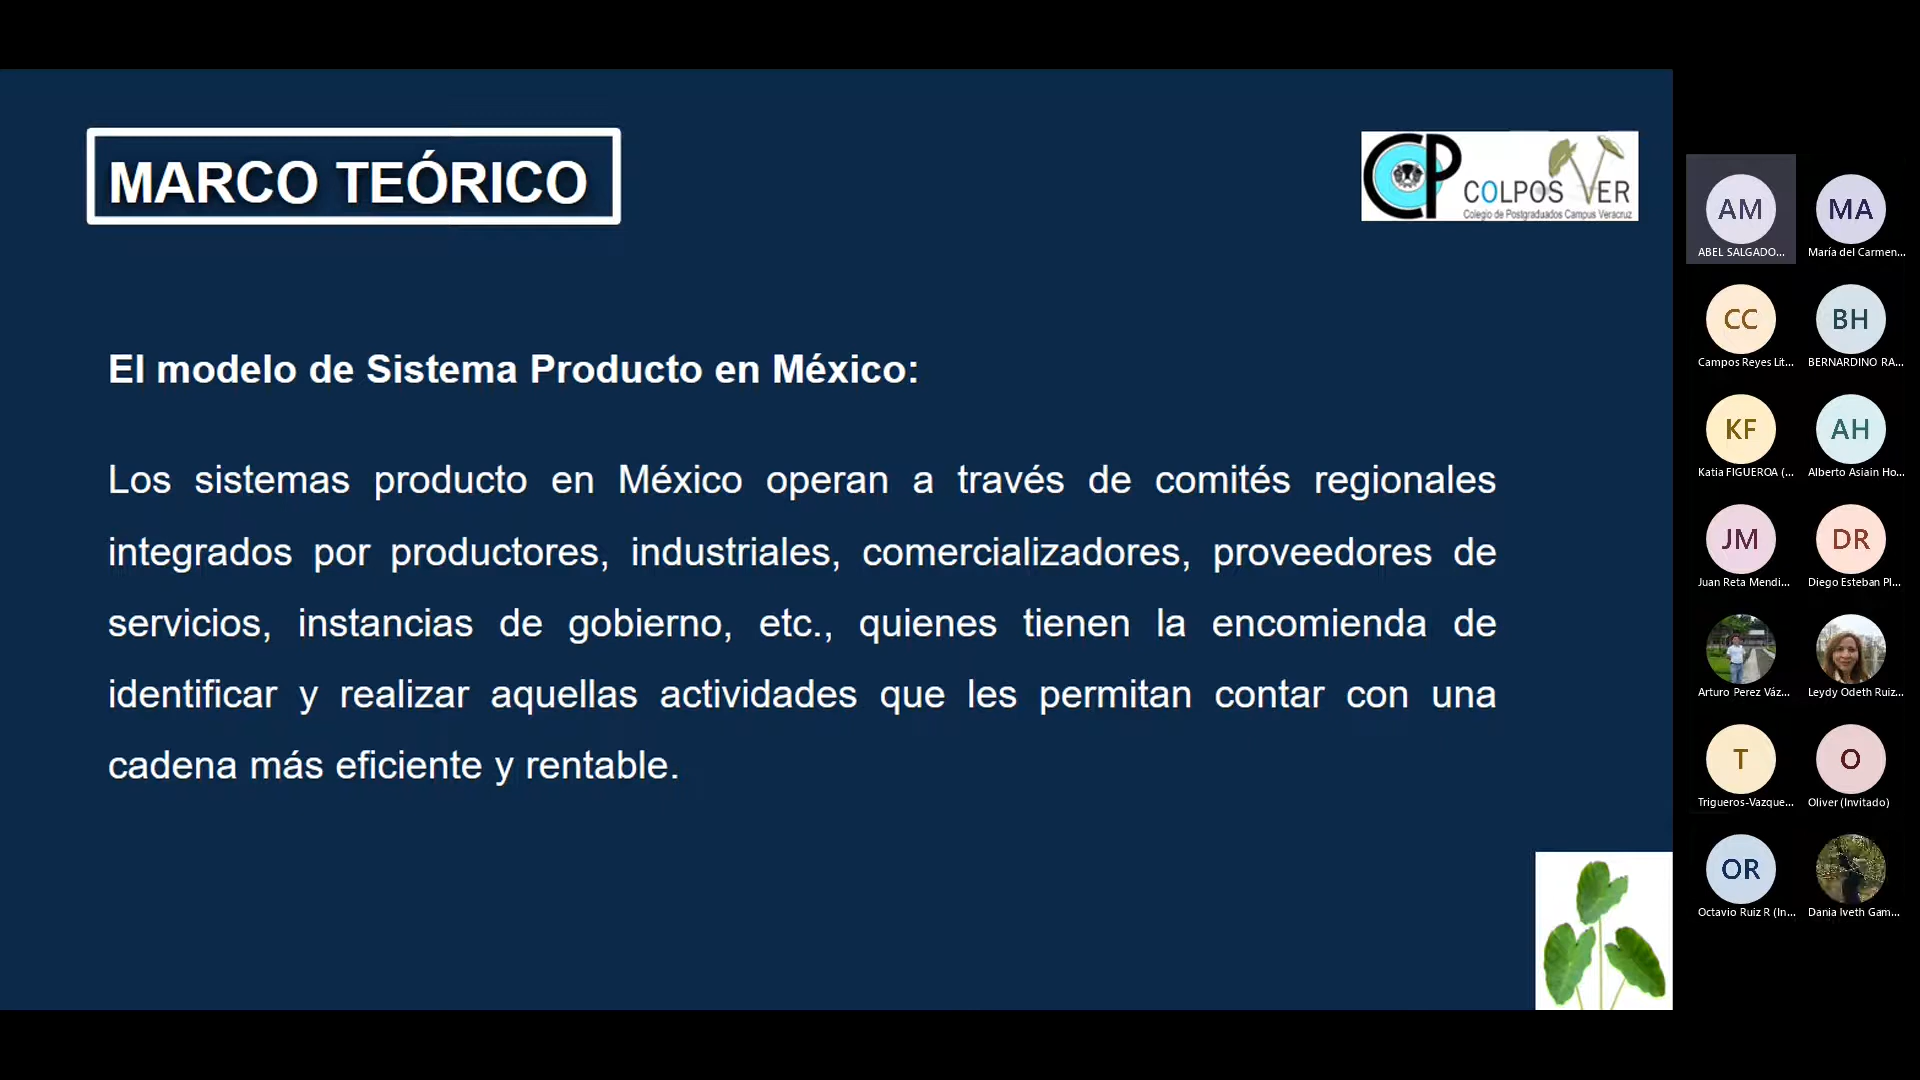 MARCO TEÓRICO
CP
COLPOS VER
Colegio de Postgraduados Campus Veracruz
El modelo de Sistema Producto en México:
Los sistemas producto en México operan a través de comités regionales
integrados por productores, industriales, comercializadores, proveedores de
servicios, instancias de gobierno, etc., quienes tienen la encomienda de
identificar y realizar aquellas actividades que les permitan contar con una
cadena más eficiente y rentable.
AM MA
ABEL SALGADO... María del Carmen...
CC BH
Campos Reyes Lit... BERNARDINO RA...
KF AH
Katia FIGUEROA (... Alberto Asiain Ho...
JM DR
Juan Reta Mendi... Diego Esteban Pl...
Arturo Perez Váz... Leydy Odeth Ruiz...
T O
Trigueros-Vazque... Oliver (Invitado)
OR
Octavio Ruiz R (In... Dania Iveth Gam...